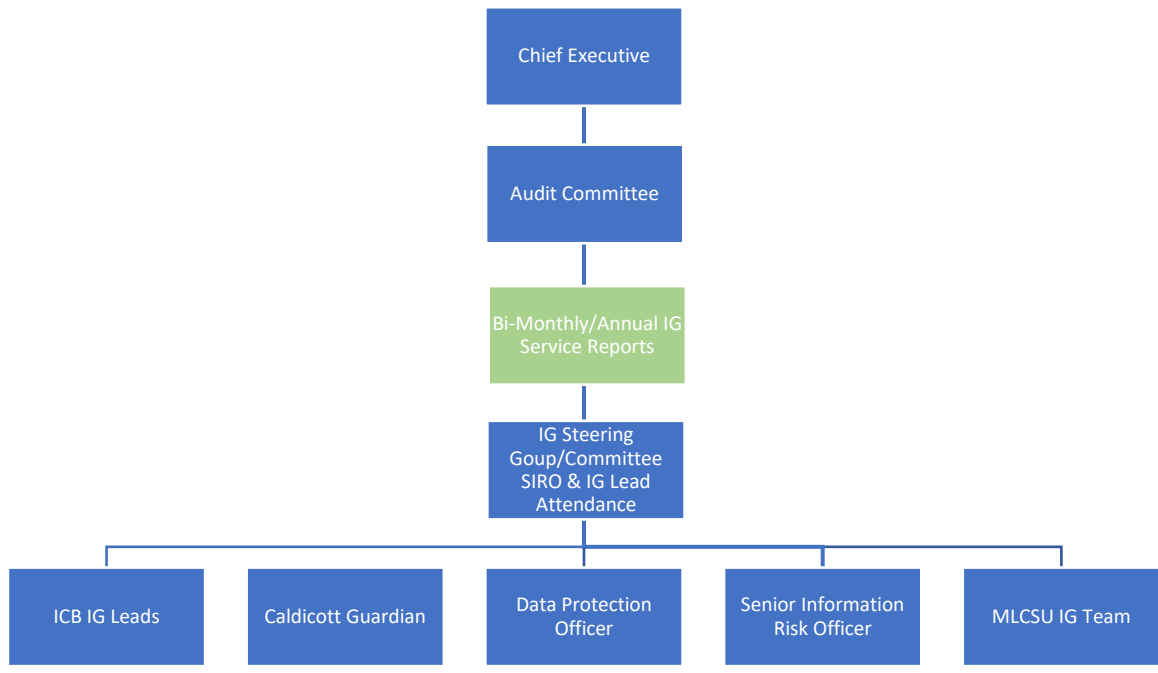 Chief Executive
Audit Committee
Bi-Monthly/Annual IG
Service Reports
IG Steering
Goup/Committee
SIRO & IG Lead
Attendance
ICB IG Leads
Caldicott Guardian
Data Protection
Officer
Senior Information
Risk Officer
MLCSU IG Team